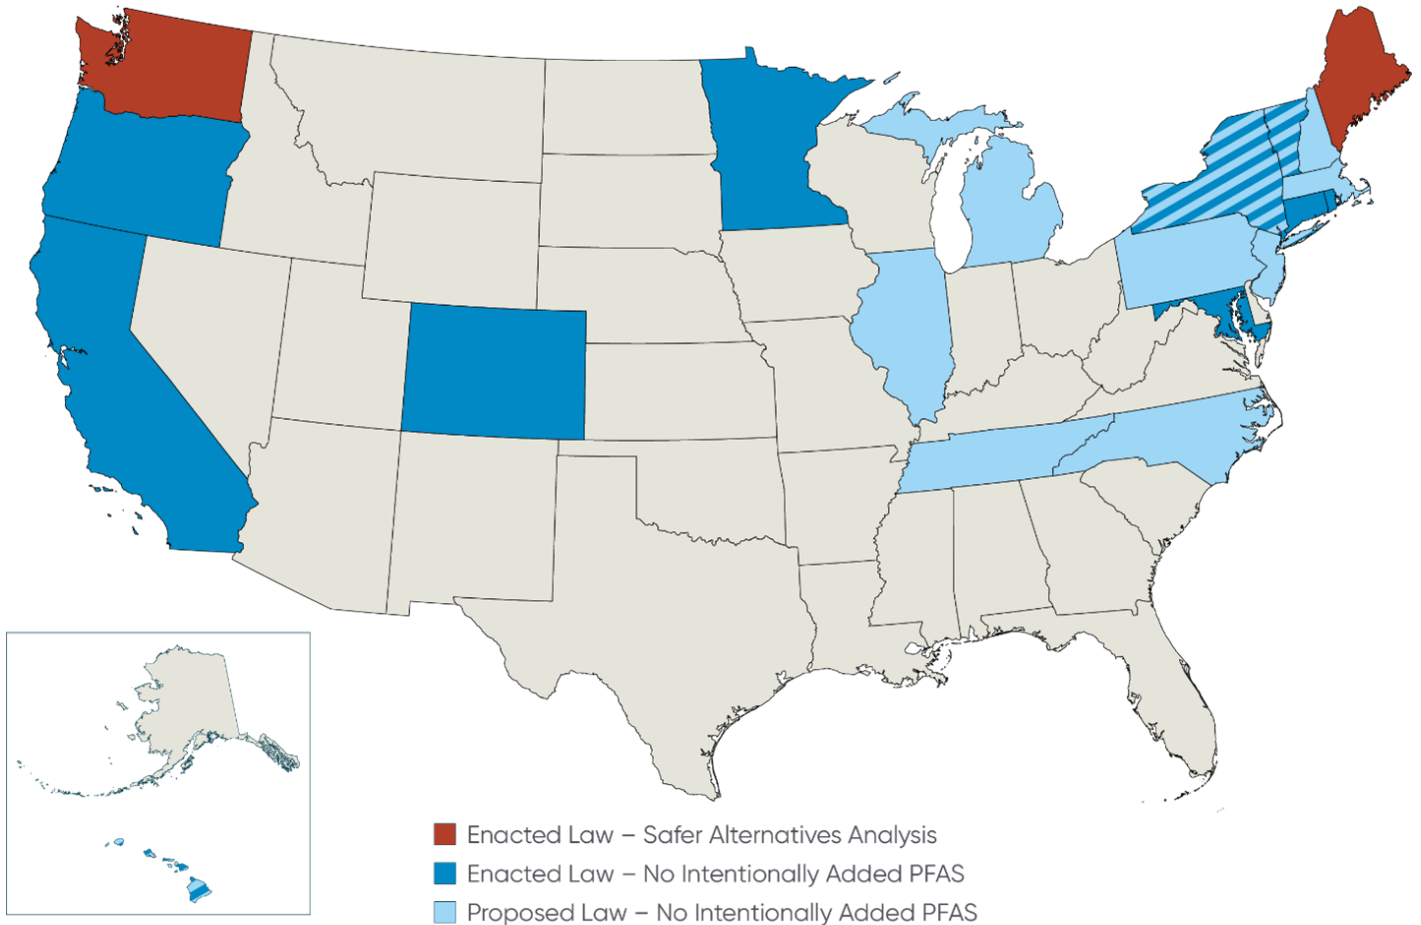 Enacted Law – Safer Alternatives Analysis
Enacted Law – No Intentionally Added PFAS
Proposed Law – No Intentionally Added PFAS